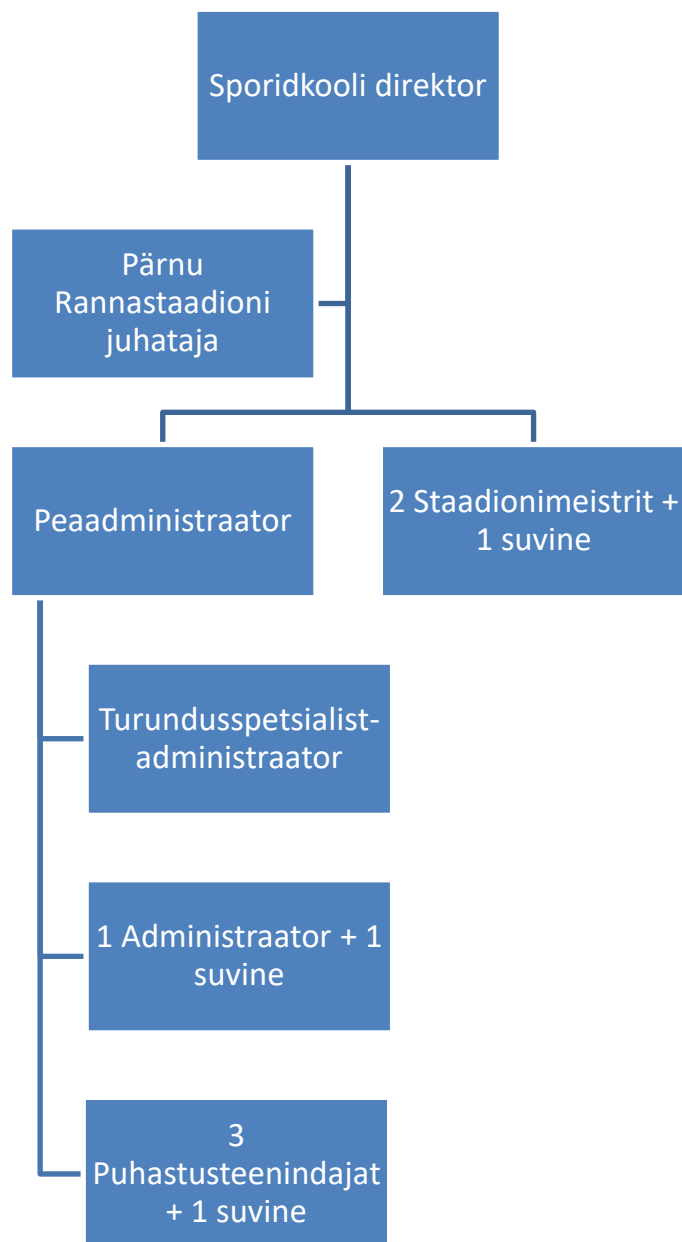 Sporidkooli direktor
Pärnu
Rannastaadioni
juhataja
Peaadministraator
2 Staadionimeistrit +
1 suvine
Turundusspetsialist-
administraator
1 Administraator + 1
suvine
3
Puhastusteenindajat
+ 1 suvine